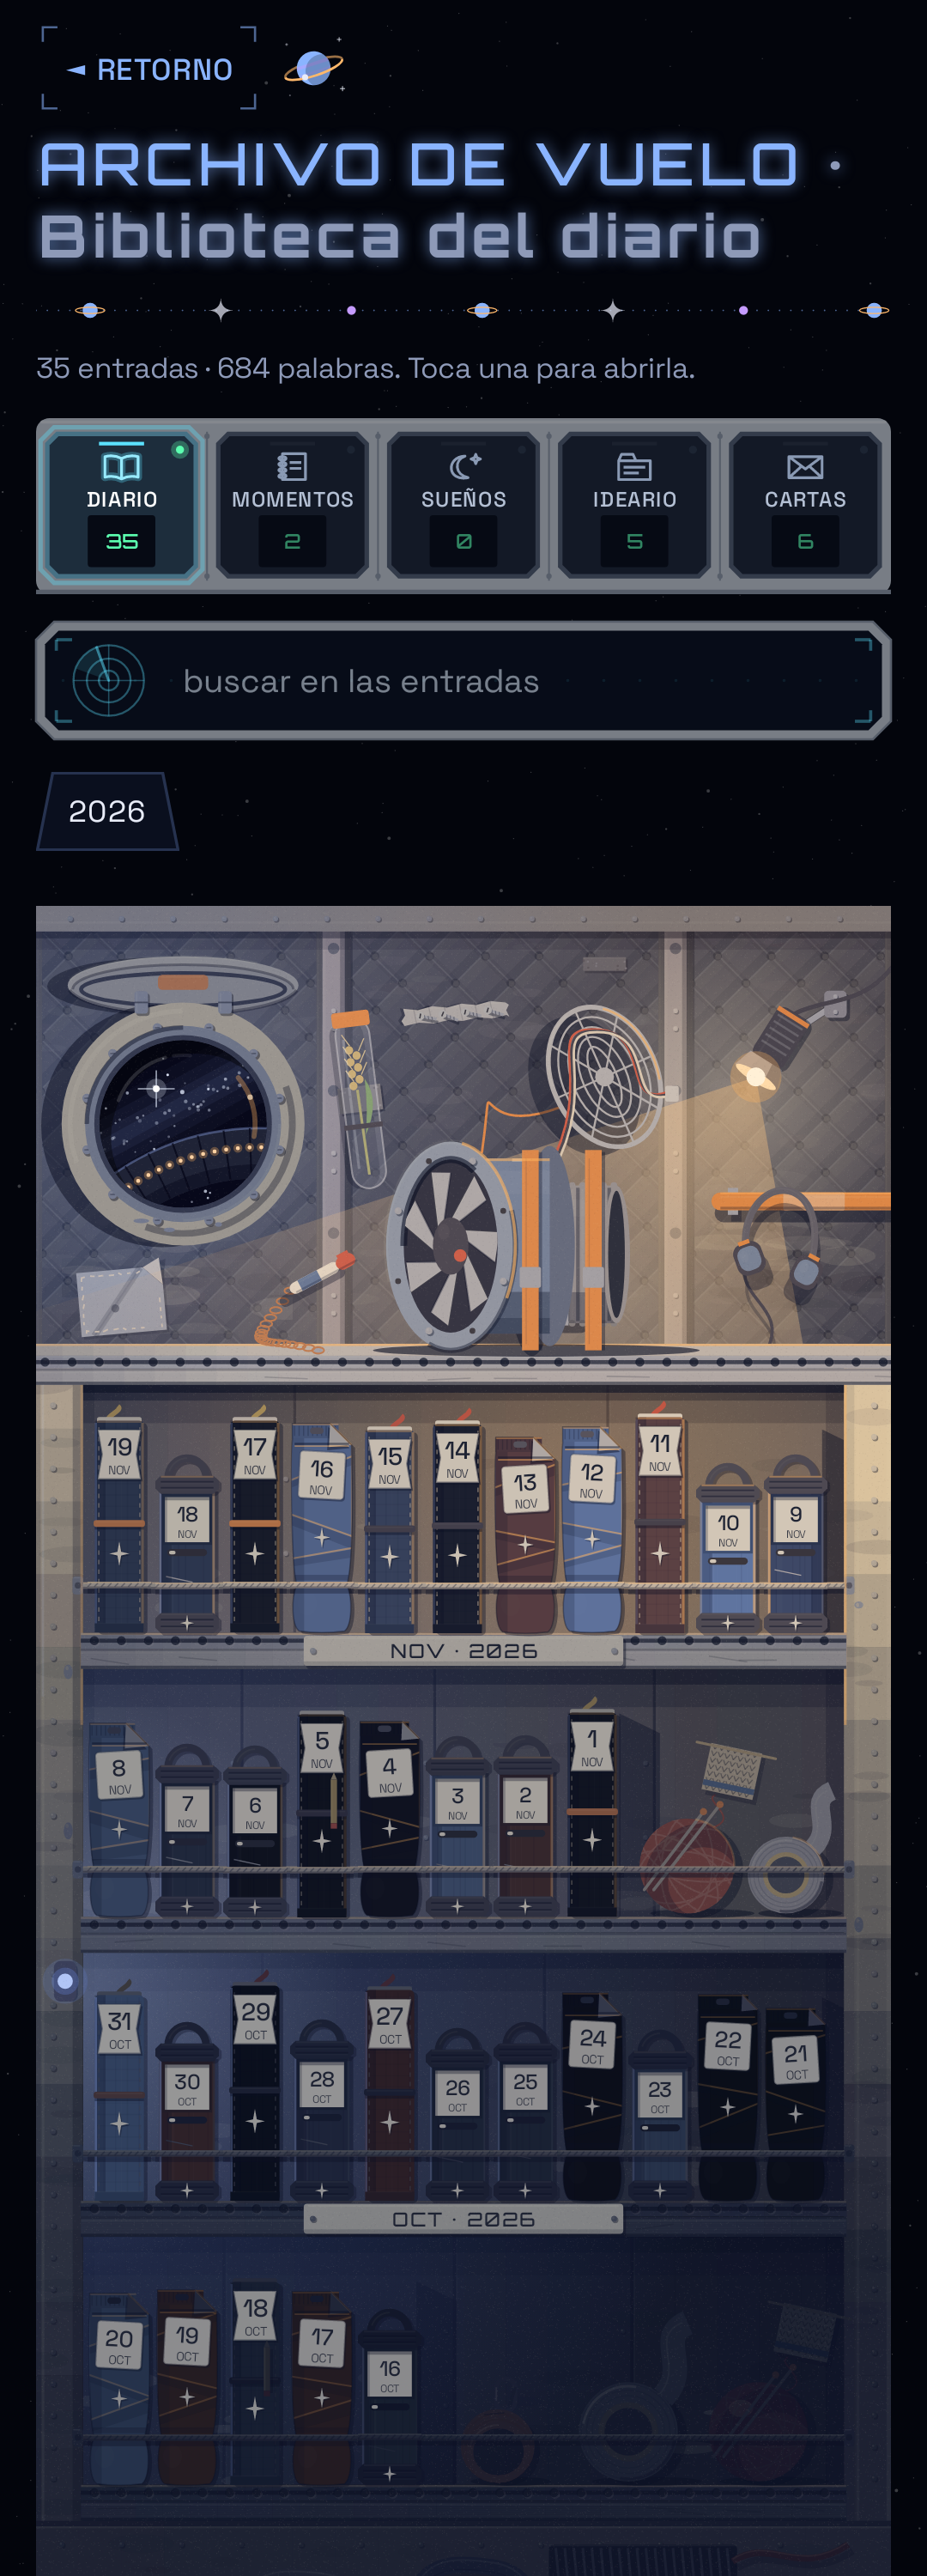 ◄ RETORNO
ARCHIVO DE VUELO ·
Biblioteca del diario
35 entradas · 684 palabras. Toca una para abrirla.
DIARIO
35
MOMENTOS
2
SUEÑOS
0
IDEARIO
5
CARTAS
6
buscar en las entradas
2026
19 NOV
18 NOV
17 NOV
16 NOV
15 NOV
14 NOV
13 NOV
12 NOV
11 NOV
10 NOV
9 NOV
NOV · 2026
8 NOV
7 NOV
6 NOV
5 NOV
4 NOV
3 NOV
2 NOV
1 NOV
31 OCT
30 OCT
29 OCT
28 OCT
27 OCT
26 OCT
25 OCT
24 OCT
23 OCT
22 OCT
21 OCT
OCT · 2026
20 OCT
19 OCT
18 OCT
17 OCT
16 OCT